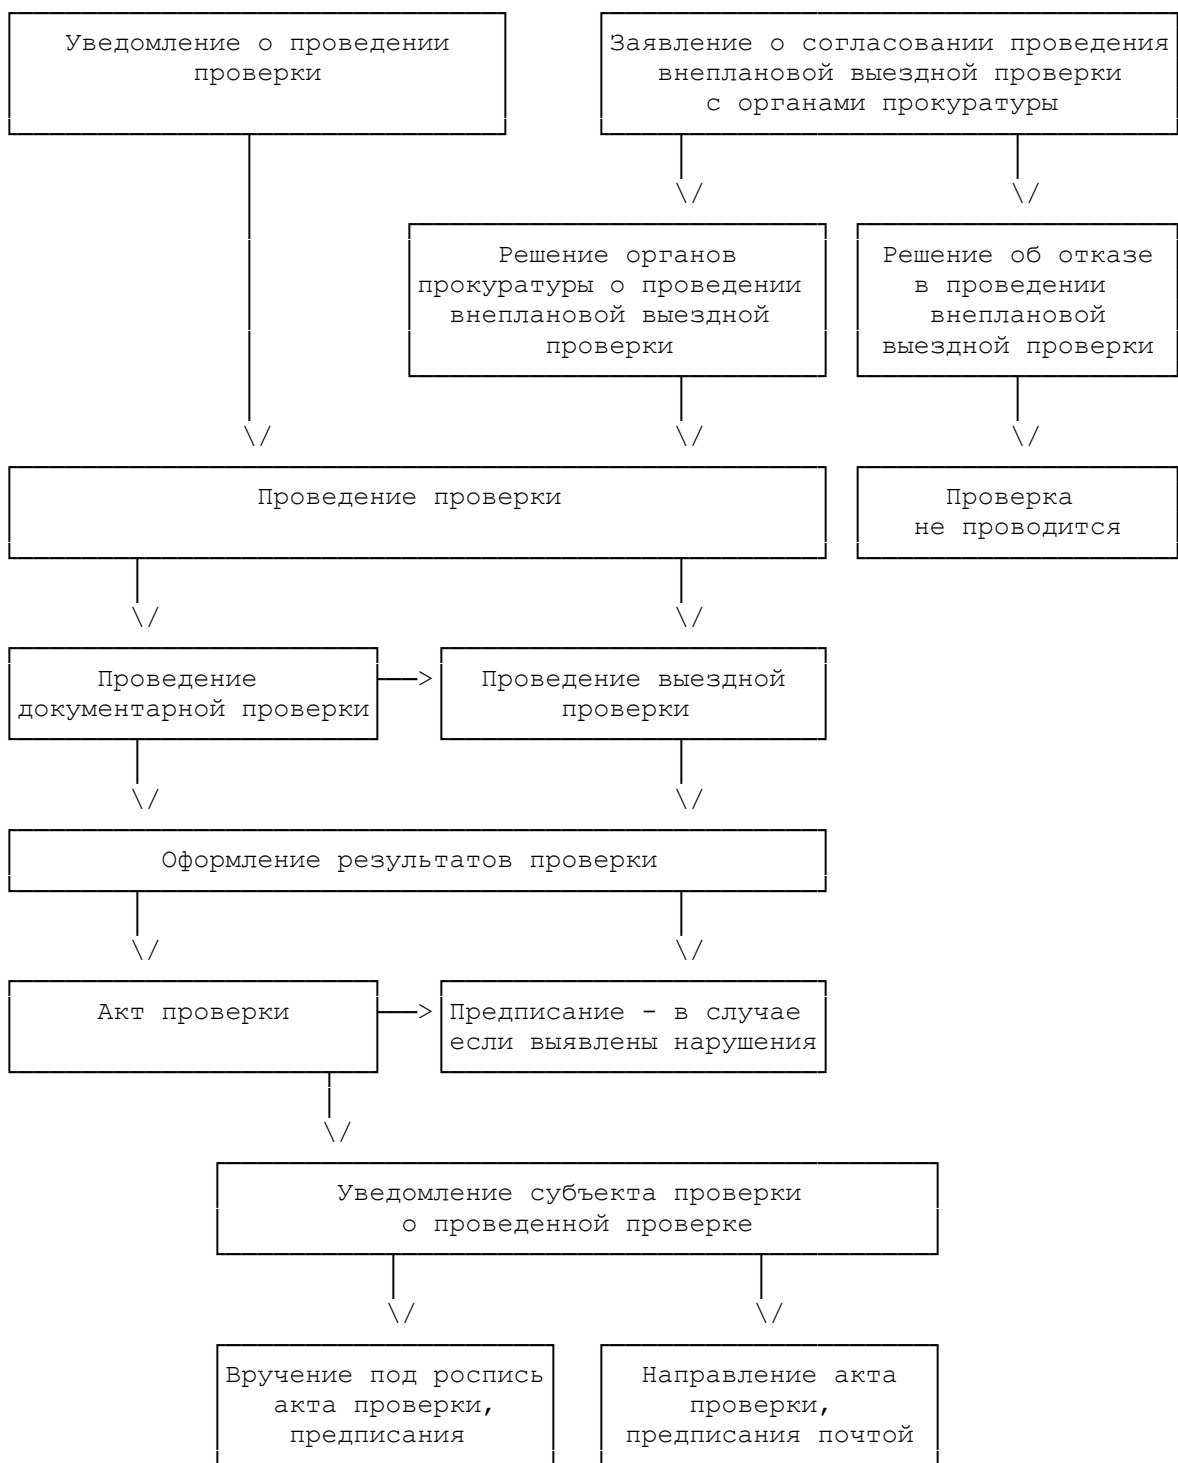 Уведомление о проведении
проверки
Заявление о согласовании проведения
внеплановой выездной проверки
с органами прокуратуры
Решение органов
прокуратуры о проведении
внеплановой выездной
проверки
Решение об отказе
в проведении
внеплановой
выездной проверки
Проведение проверки
Проверка
не проводится
Проведение
документарной проверки
Проведение выездной
проверки
Оформление результатов проверки
Акт проверки
Предписание - в случае
если выявлены нарушения
Уведомление субъекта проверки
о проведенной проверке
Вручение под роспись
акта проверки,
предписания
Направление акта
проверки,
предписания почтой